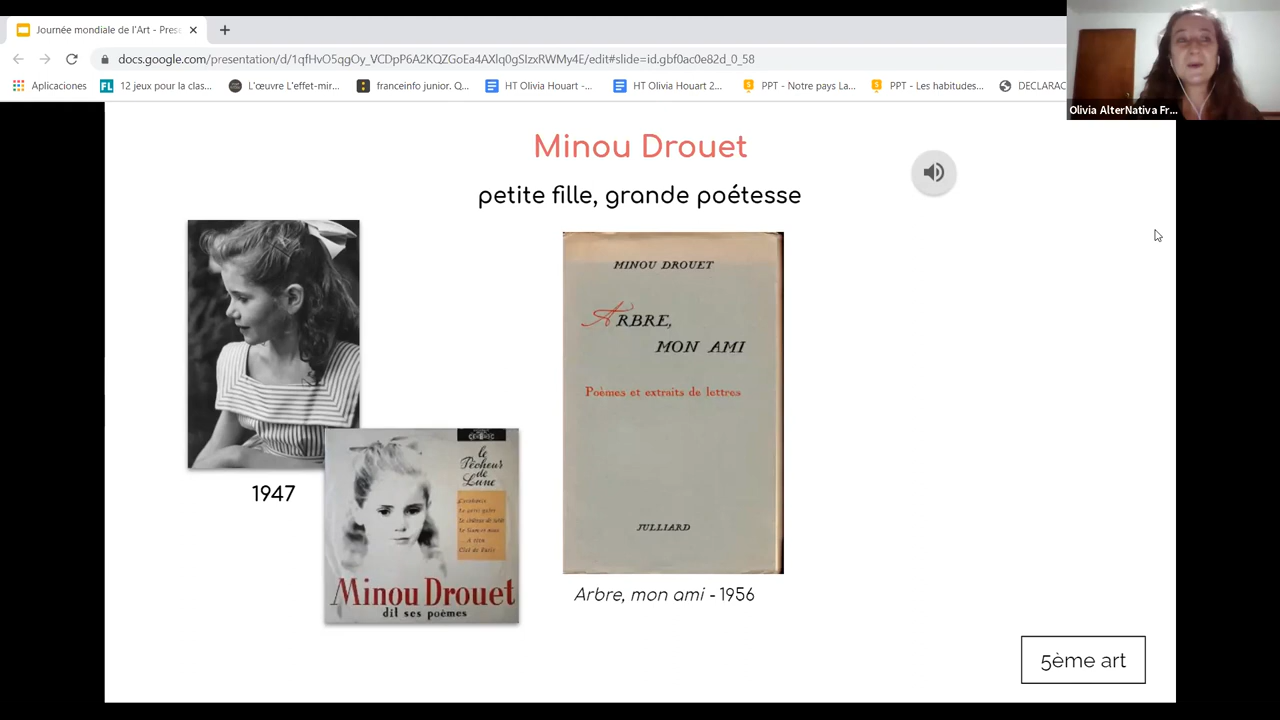 Journée mondiale de l'Art - Pres
docs.google.com/presentation/d/1qfHvO5qgOy_VCDpP6A2KQZGoEa4AXlq0gSIzxRWMy4E/edit#slide=id.gbf0ac0e82d_0_58
Aplicaciones
FL 12 jeux pour la clas...
L'œuvre L'effet-mir...
franceinfo junior. Q...
HT Olivia Houart -...
HT Olivia Houart 2...
PPT - Notre pays La...
PPT - Les habitudes...
DECLARAC
Olivia AlterNativa Fr...
Minou Drouet
petite fille, grande poétesse
1947
le
Pêcheur
de
Lune
Minou Drouet
dit ses poèmes
MINOU DROUET
ARBRE,
MON AMI
Poèmes et extraits de lettres
JULLIARD
Arbre, mon ami - 1956
5ème art